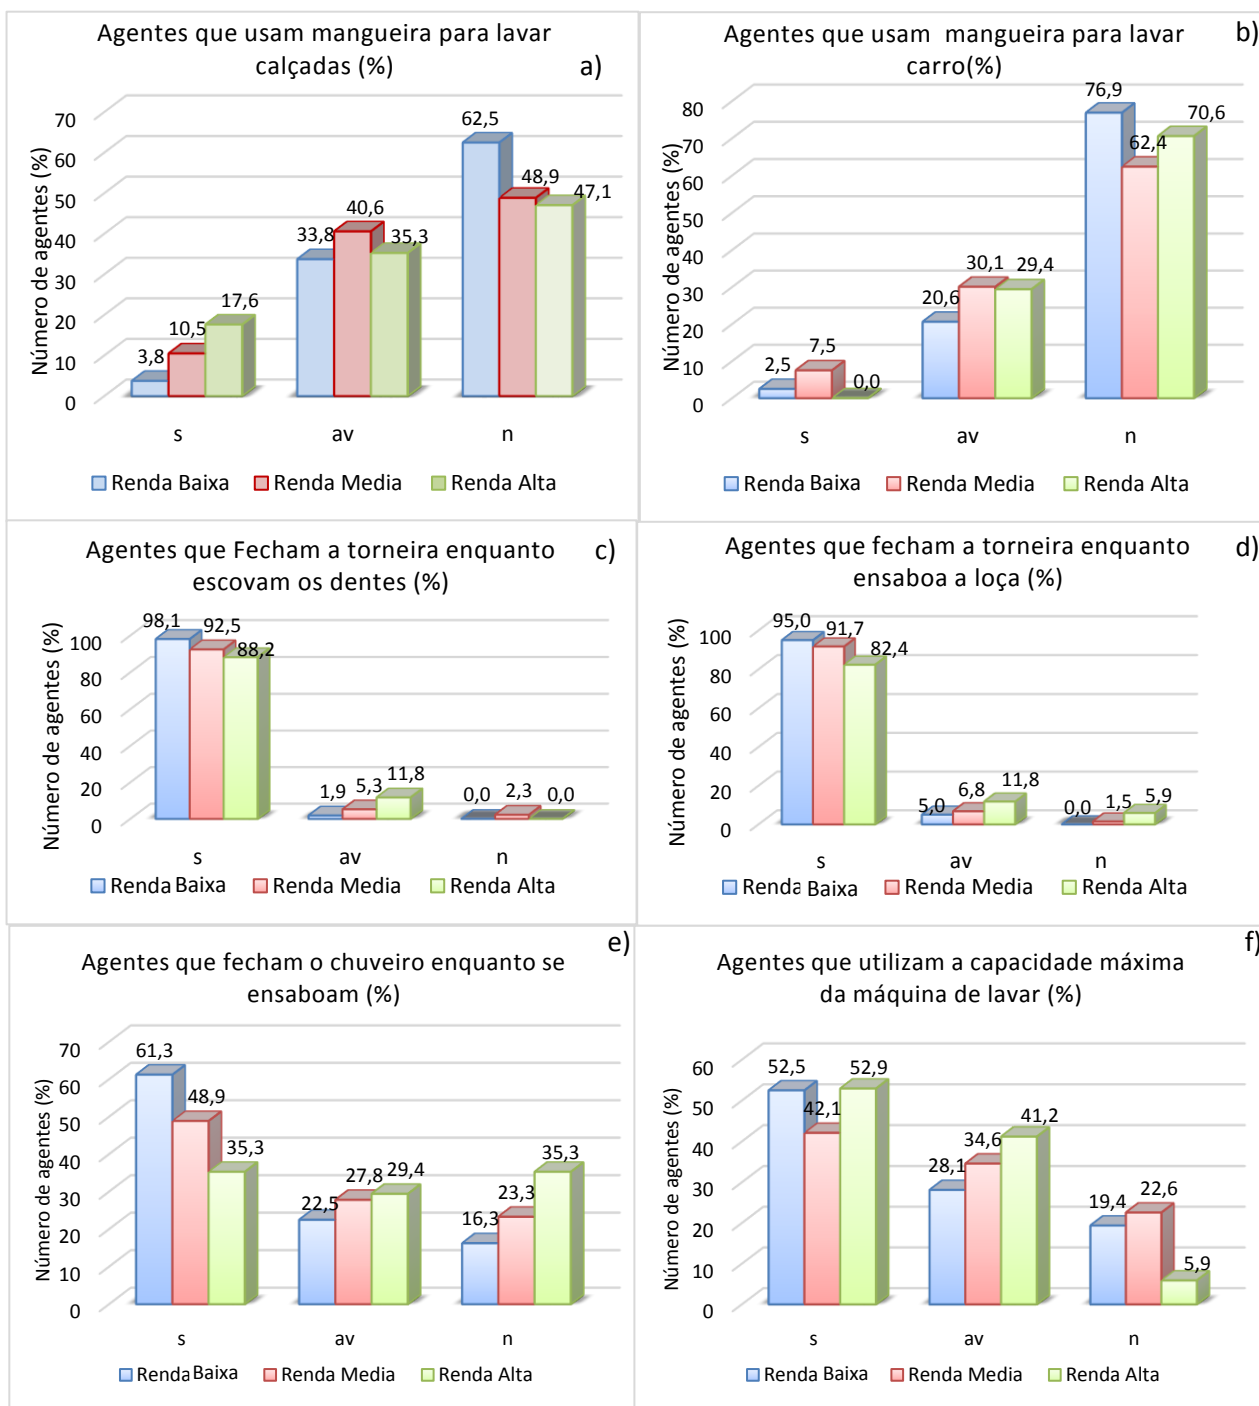 Agentes que usam mangueira para lavar
calçadas (%)
a)
Número de agentes (%)
70
60
50
40
30
20
10
0
3,8
10,5
17,6
33,8
40,6
35,3
62,5
48,9
47,1
s av n
Renda Baixa Renda Media Renda Alta
Agentes que usam mangueira para lavar
carro(%)
b)
Número de agentes (%)
80
70
60
50
40
30
20
10
0
2,5
7,5
0,0
20,6
30,1
29,4
76,9
62,4
70,6
s av n
Renda Baixa Renda Media Renda Alta
Agentes que Fecham a torneira enquanto
escovam os dentes (%)
c)
Número de agentes (%)
100
80
60
40
20
0
98,1
92,5
88,2
1,9
5,3
11,8
0,0
2,3
0,0
s av n
Renda Baixa Renda Media Renda Alta
Agentes que fecham a torneira enquanto
ensaboa a loça (%)
d)
Número de agentes (%)
100
80
60
40
20
0
95,0
91,7
82,4
5,0
6,8
11,8
0,0
1,5
5,9
s av n
Renda Baixa Renda Media Renda Alta
Agentes que fecham o chuveiro enquanto se
ensaboam (%)
e)
Número de agentes (%)
70
60
50
40
30
20
10
0
61,3
48,9
35,3
22,5
27,8
29,4
16,3
23,3
35,3
s av n
Renda Baixa Renda Media Renda Alta
Agentes que utilizam a capacidade máxima
da máquina de lavar (%)
f)
Número de agentes (%)
60
50
40
30
20
10
0
52,5
42,1
52,9
28,1
34,6
41,2
19,4
22,6
5,9
s av n
Renda Baixa Renda Media Renda Alta